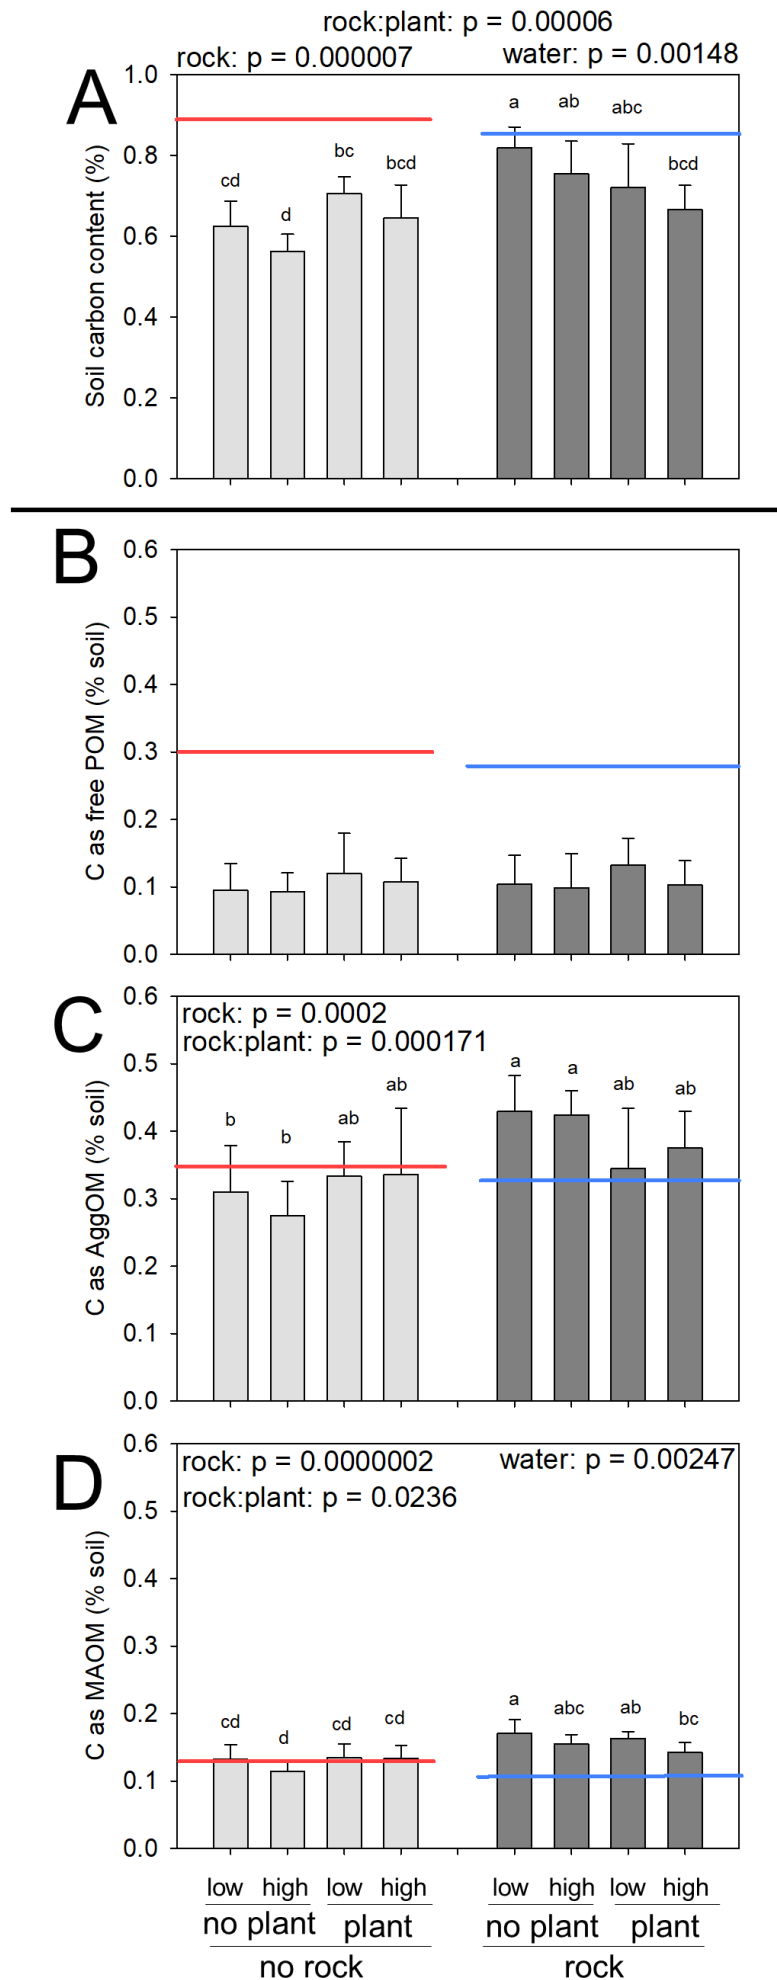 rock:plant: p = 0.00006
rock: p = 0.000007
water: p = 0.00148
A
Soil carbon content (%)
1.0
0.8
0.6
0.4
0.2
0.0
cd
d
bc
bcd
a
ab
abc
bcd
B
C as free POM (% soil)
0.6
0.5
0.4
0.3
0.2
0.1
0.0
C
C as AggOM (% soil)
0.6
0.5
0.4
0.3
0.2
0.1
0.0
rock: p = 0.0002
rock:plant: p = 0.000171
b
b
ab
ab
a
a
ab
ab
D
C as MAOM (% soil)
0.6
0.5
0.4
0.3
0.2
0.1
0.0
rock: p = 0.0000002
water: p = 0.00247
rock:plant: p = 0.0236
cd
d
cd
cd
a
abc
ab
bc
low high low high low high low high
no plant plant no plant plant
no rock rock